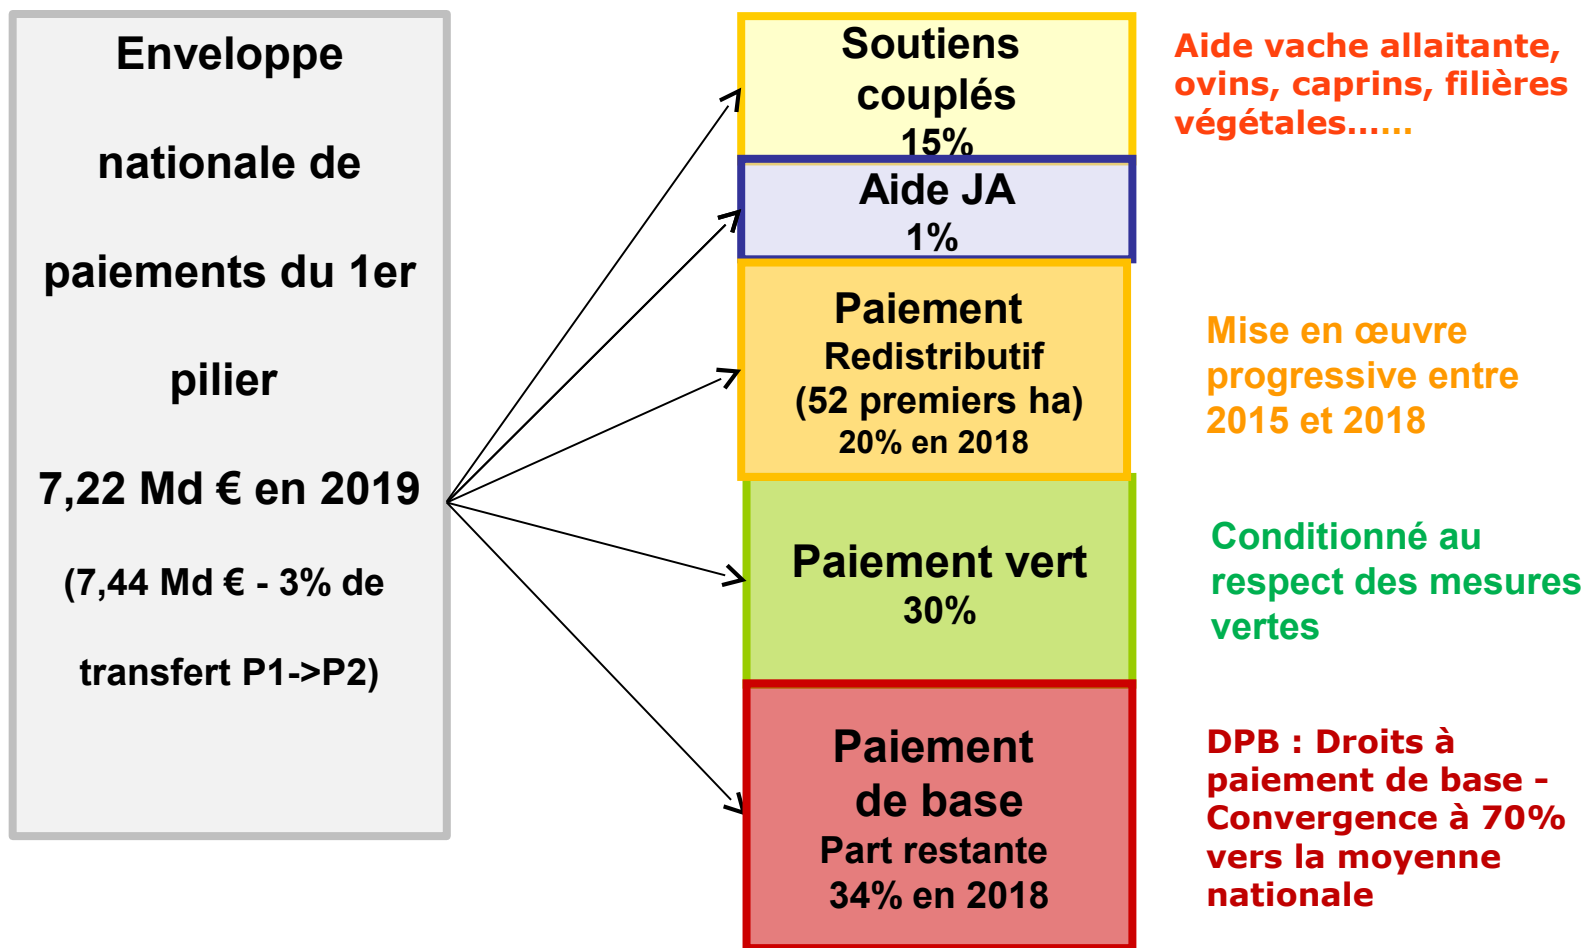 Enveloppe
nationale de
paiements du 1er
pilier
7,22 Md € en 2019
(7,44 Md € - 3% de
transfert P1->P2)
Soutiens
couplés
15%
Aide JA
1%
Paiement
Redistributif
(52 premiers ha)
20% en 2018
Paiement vert
30%
Paiement
de base
Part restante
34% en 2018
Aide vache allaitante,
ovins, caprins, filières
végétales……
Mise en œuvre
progressive entre
2015 et 2018
Conditionné au
respect des mesures
vertes
DPB : Droits à
paiement de base -
Convergence à 70%
vers la moyenne
nationale